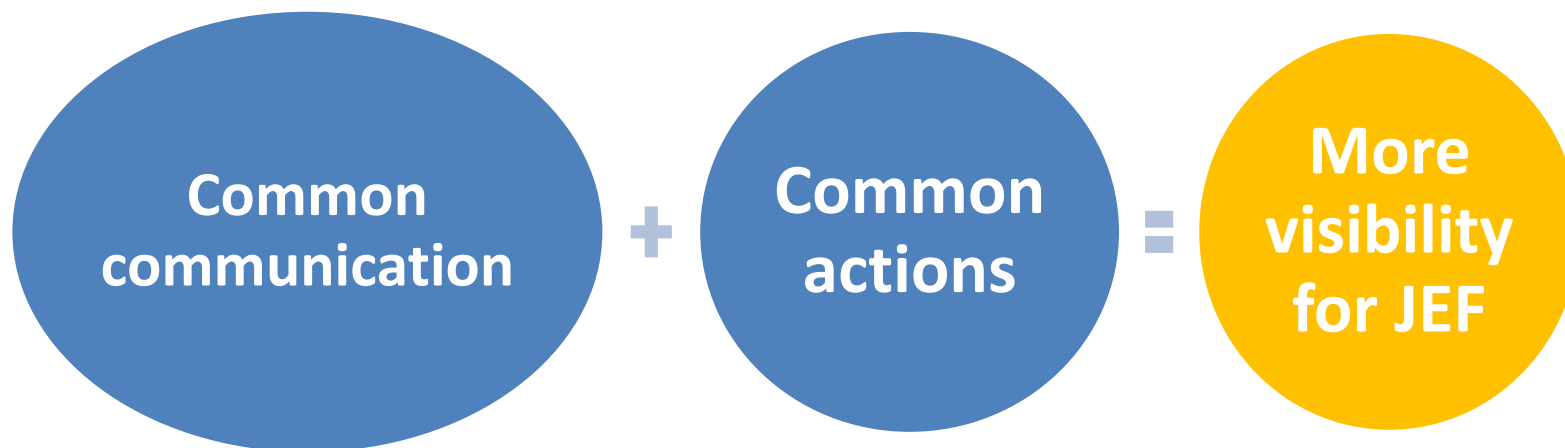 Common
communication
+
Common
actions
=
More
visibility
for JEF